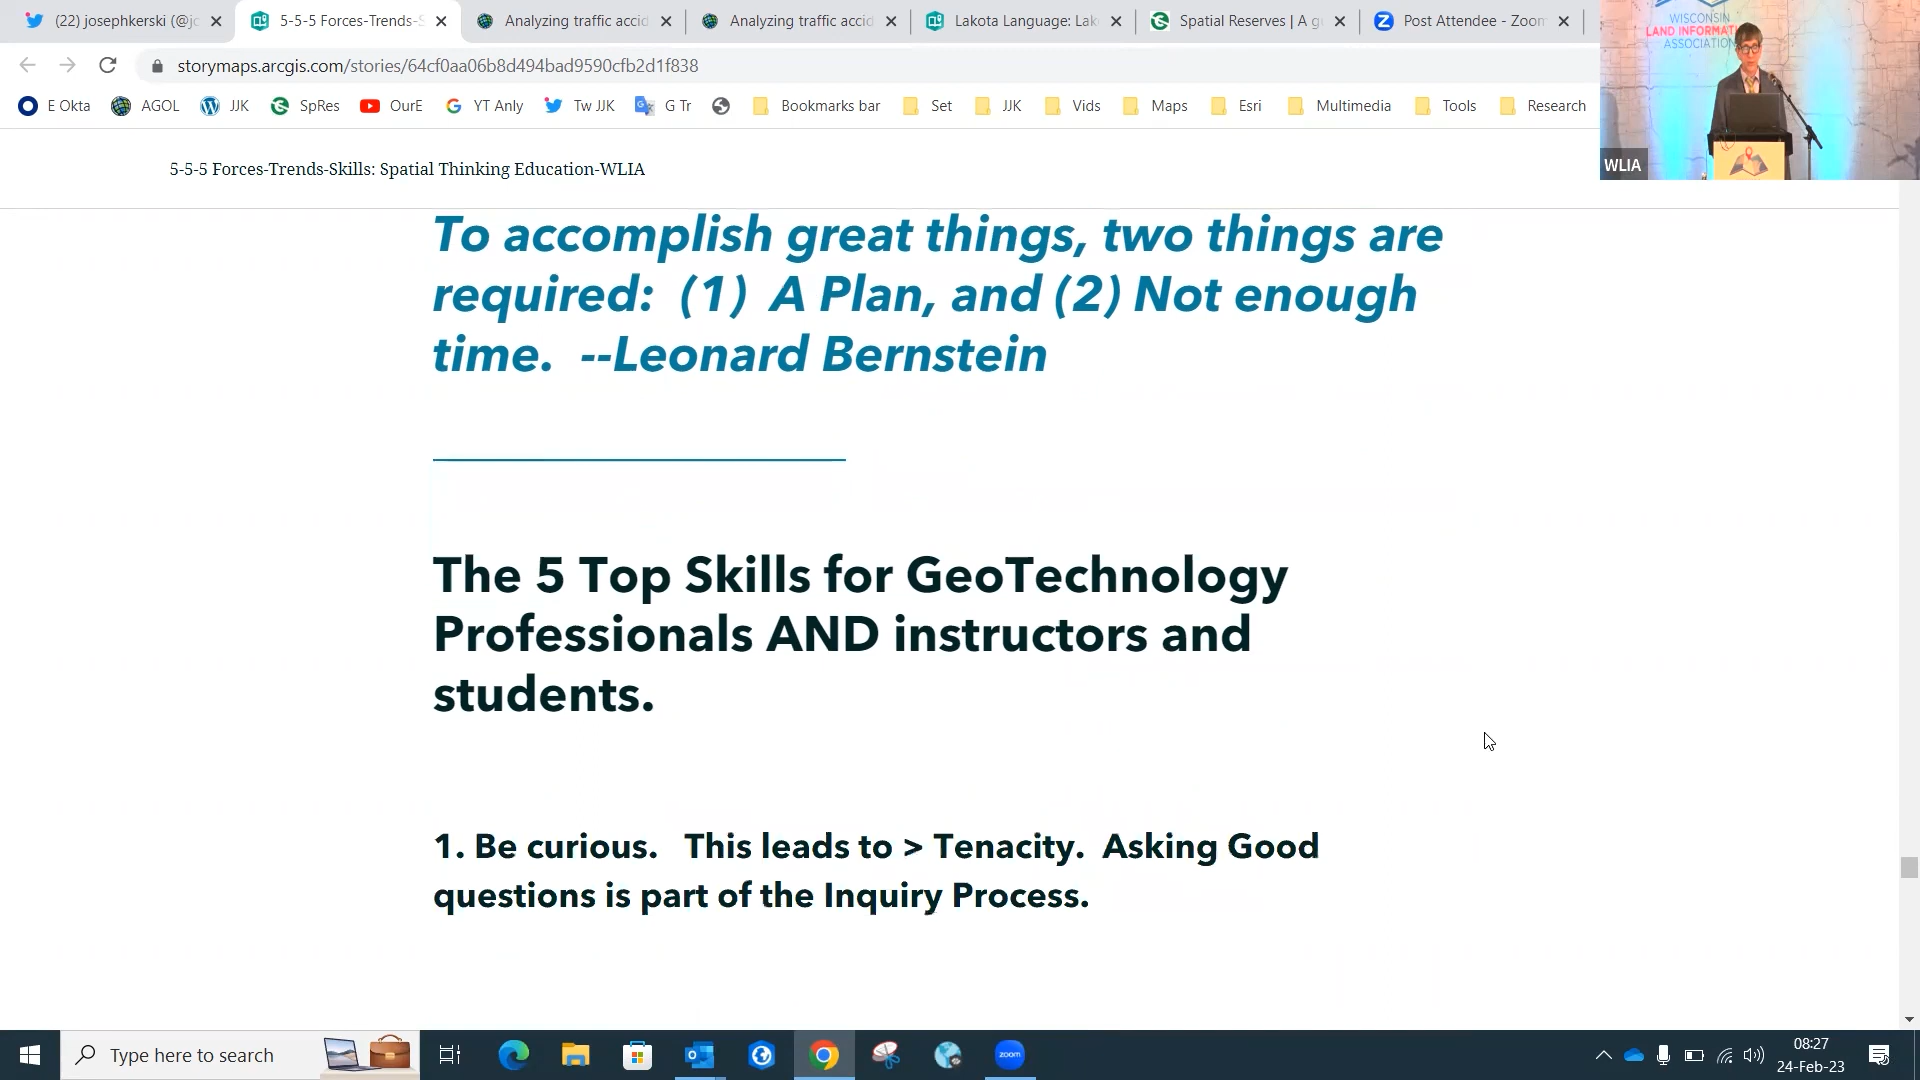 (22) josephkerski (@jo
5-5-5 Forces-Trends-S
Analyzing traffic accid
Analyzing traffic accid
Lakota Language: Lak
Spatial Reserves | A g
Post Attendee - Zoom
storymaps.arcgis.com/stories/64cf0aa06b8d494bad9590cfb2d1f838
E Okta AGOL JJK SpRes OurE YT Anly Tw JJK G Tr Bookmarks bar Set JJK Vids Maps Esri Multimedia Tools Research
WISCONSIN
LAND INFORMATI
ASSOCIATION
WLIA
5-5-5 Forces-Trends-Skills: Spatial Thinking Education-WLIA
To accomplish great things, two things are
required: (1) A Plan, and (2) Not enough
time. --Leonard Bernstein
The 5 Top Skills for GeoTechnology
Professionals AND instructors and
students.
1. Be curious. This leads to > Tenacity. Asking Good
questions is part of the Inquiry Process.
Type here to search
zoom
08:27
24-Feb-23